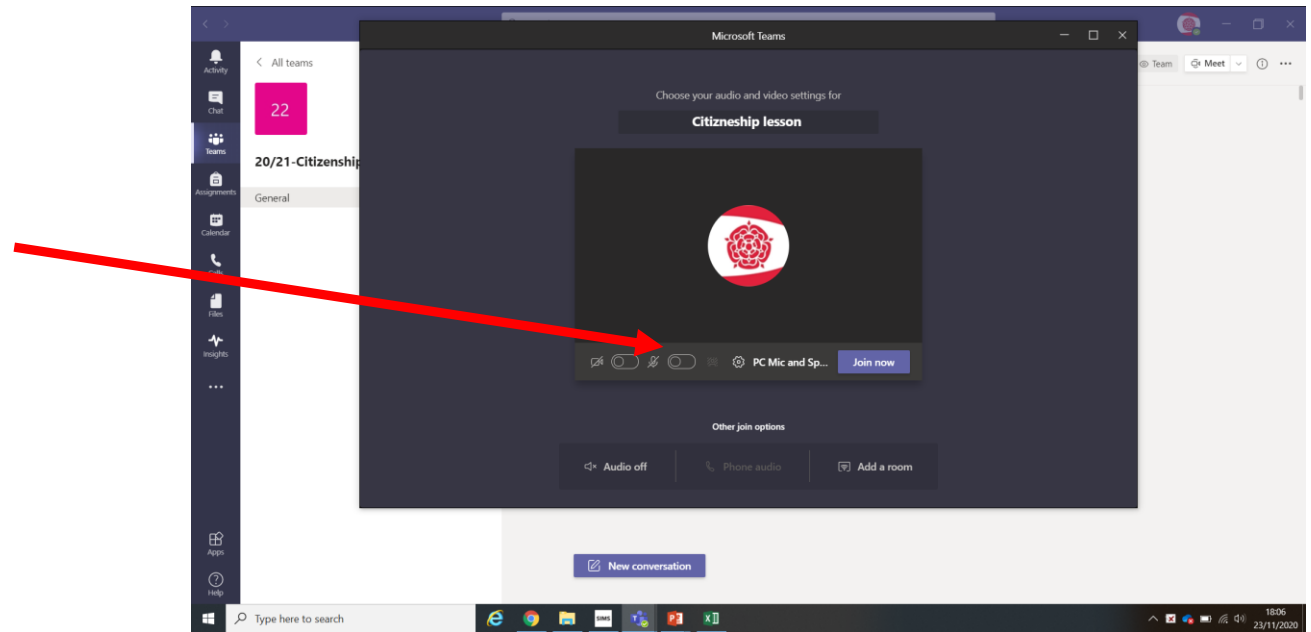 Microsoft Teams
Activity
Chat
Teams
Assignments
Calendar
Calls
Files
Insights
Apps
Help
All teams
22
20/21-Citizenship
General
Team
Meet
Choose your audio and video settings for
Citizneship lesson
PC Mic and Sp...
Join now
Other join options
Audio off
Phone audio
Add a room
New conversation
Type here to search
SIMS
18:06
23/11/2020